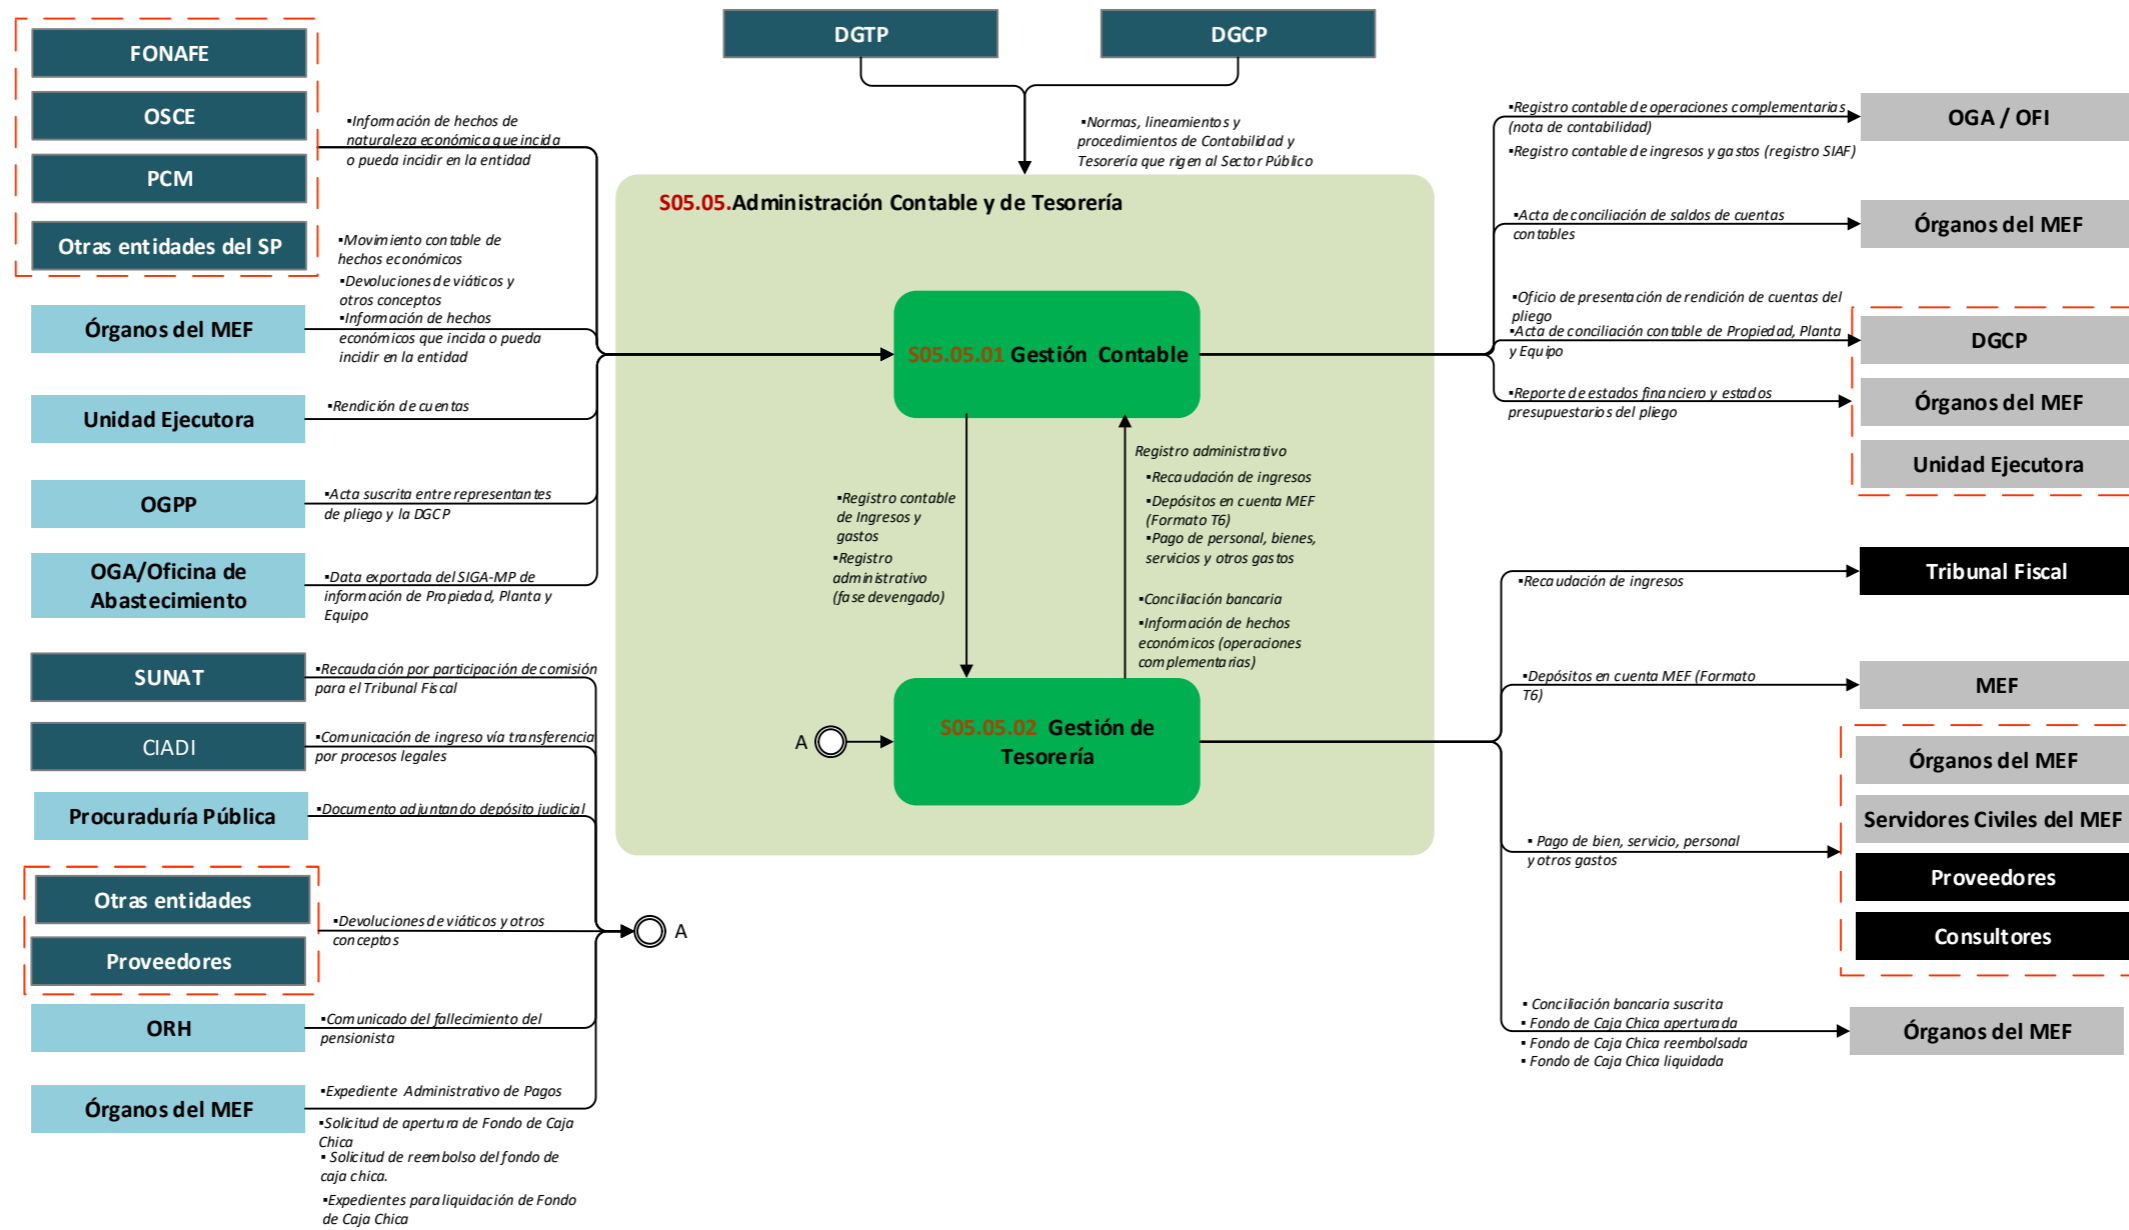 DGTP
DGCP
▪Normas, lineamientos y
procedimientos de Contabilidad y
Tesorería que rigen al Sector Público
FONAFE
OSCE
PCM
Otras entidades del SP
▪Información de hechos de
naturaleza económica que incida
o pueda incidir en la entidad
Órganos del MEF
▪Movimiento contable de
hechos económicos
▪Devoluciones de viáticos y
otros conceptos
▪Información de hechos
económicos que incida o pueda
incidir en la entidad
Unidad Ejecutora
▪Rendición de cuentas
OGPP
▪Acta suscrita entre representantes
de pliego y la DGCP
OGA/Oficina de
Abastecimiento
▪Data exportada del SIGA-MP de
información de Propiedad, Planta y
Equipo
SUNAT
▪Recaudación por participación de comisión
para el Tribunal Fiscal
CIADI
▪Comunicación de ingreso vía transferencia
por procesos legales
Procuraduría Pública
▪Documento adjuntando depósito judicial
Otras entidades
Proveedores
▪Devoluciones de viáticos y otros
conceptos
A
ORH
▪Comunicado del fallecimiento del
pensionista
Órganos del MEF
▪Expediente Administrativo de Pagos
▪Solicitud de apertura de Fondo de Caja
Chica
▪ Solicitud de reembolso del fondo de
caja chica.
▪Expedientes para liquidación de Fondo
de Caja Chica
S05.05.Administración Contable y de Tesorería
S05.05.01 Gestión Contable
▪Registro contable
de Ingresos y
gastos
▪Registro
administrativo
(fase devengado)
Registro administrativo
▪Recaudación de ingresos
▪Depósitos en cuenta MEF
(Formato T6)
▪Pago de personal, bienes,
servicios y otros gastos
▪Conciliación bancaria
▪Información de hechos
económicos (operaciones
complementarias)
A
S05.05.02 Gestión de
Tesorería
▪Registro contable de operaciones complementarias
(nota de contabilidad)
▪Registro contable de ingresos y gastos (registro SIAF)
OGA / OFI
▪Acta de conciliación de saldos de cuentas
contables
Órganos del MEF
▪Oficio de presentación de rendición de cuentas del
pliego
▪Acta de conciliación contable de Propiedad, Planta
y Equipo
▪Reporte de estados financiero y estados
presupuestarios del pliego
DGCP
Órganos del MEF
Unidad Ejecutora
▪Recaudación de ingresos
Tribunal Fiscal
▪Depósitos en cuenta MEF (Formato
T6)
MEF
▪ Pago de bien, servicio, personal
y otros gastos
Órganos del MEF
Servidores Civiles del MEF
Proveedores
Consultores
▪ Conciliación bancaria suscrita
▪ Fondo de Caja Chica aperturada
▪ Fondo de Caja Chica reembolsada
▪ Fondo de Caja Chica liquidada
Órganos del MEF